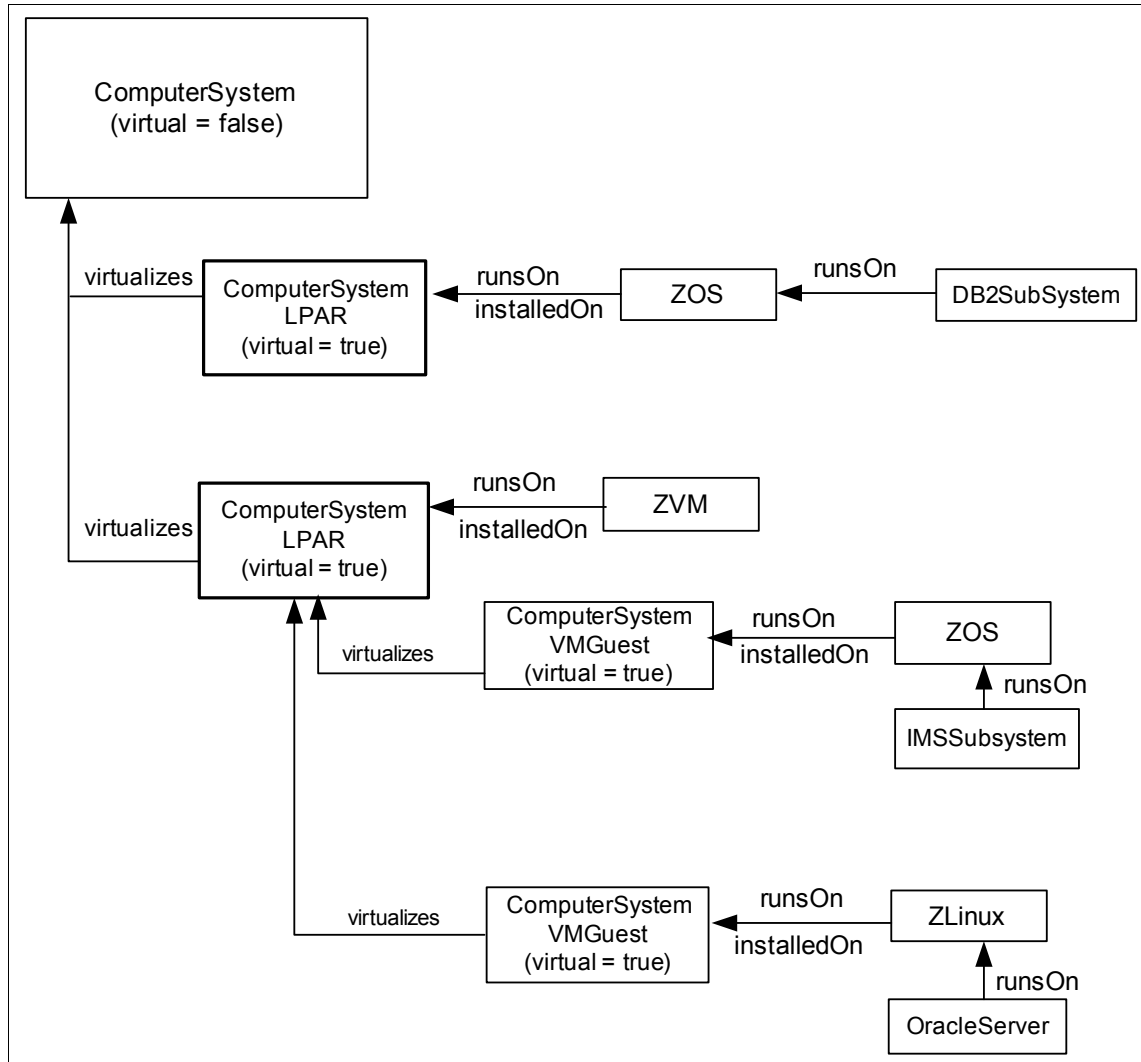 ComputerSystem
(virtual = false)
virtualizes
ComputerSystem
LPAR
(virtual = true)
runsOn
installedOn
ZOS
runsOn
DB2SubSystem
virtualizes
ComputerSystem
LPAR
(virtual = true)
runsOn
installedOn
ZVM
virtualizes
ComputerSystem
VMGuest
(virtual = true)
runsOn
installedOn
ZOS
runsOn
IMSSubsystem
virtualizes
ComputerSystem
VMGuest
(virtual = true)
runsOn
installedOn
ZLinux
runsOn
OracleServer